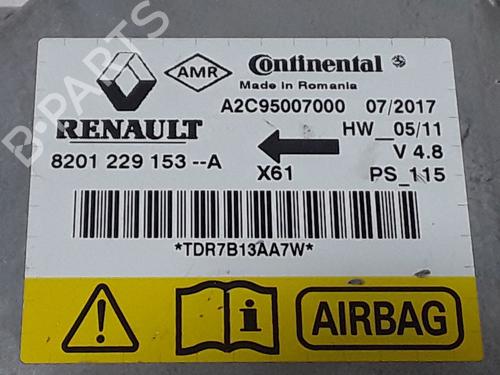 AMR Continental
Made in Romania
A2C95007000 07/2017
RENAULT HW__05/11
8201 229 153 --A X61 V 4.8
PS_115
*TDR7B13AA7W*
AIRBAG
B-PARTS